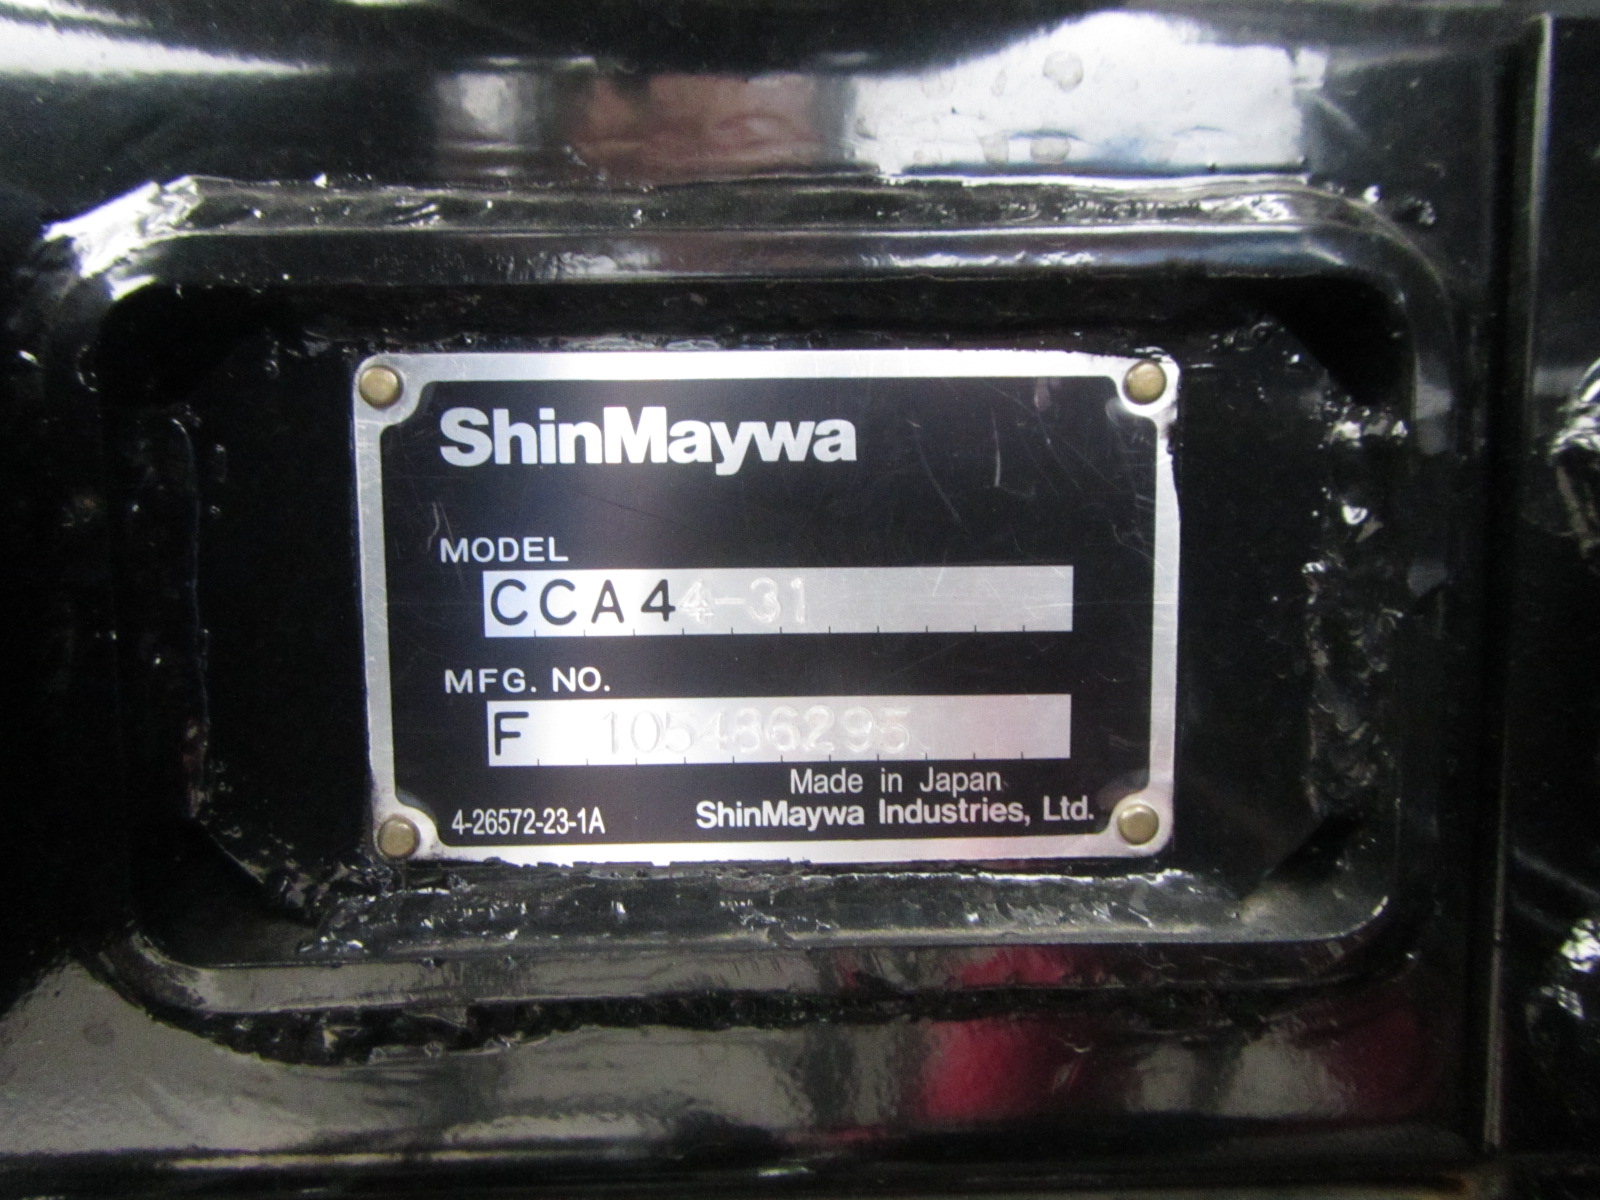 ShinMaywa
MODEL
CCA44-31
MFG. NO.
F 105486295
Made in Japan
4-26572-23-1A ShinMaywa Industries, Ltd.